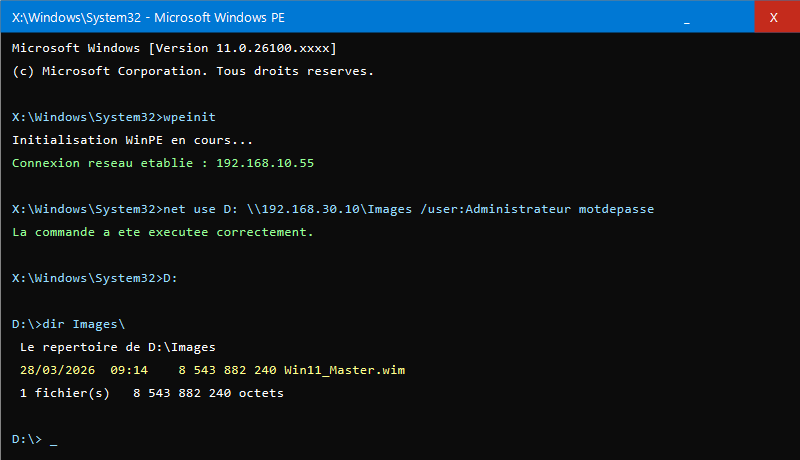 X:\Windows\System32 - Microsoft Windows PE
_ X
Microsoft Windows [Version 11.0.26100.xxxx]
(c) Microsoft Corporation. Tous droits reserves.
X:\Windows\System32>wpeinit
Initialisation WinPE en cours...
Connexion reseau etablie : 192.168.10.55
X:\Windows\System32>net use D: \\192.168.30.10\Images /user:Administrateur motdepasse
La commande a ete executee correctement.
X:\Windows\System32>D:
D:\>dir Images\
Le repertoire de D:\Images
28/03/2026  09:14    8 543 882 240 Win11_Master.wim
1 fichier(s)   8 543 882 240 octets
D:\> _